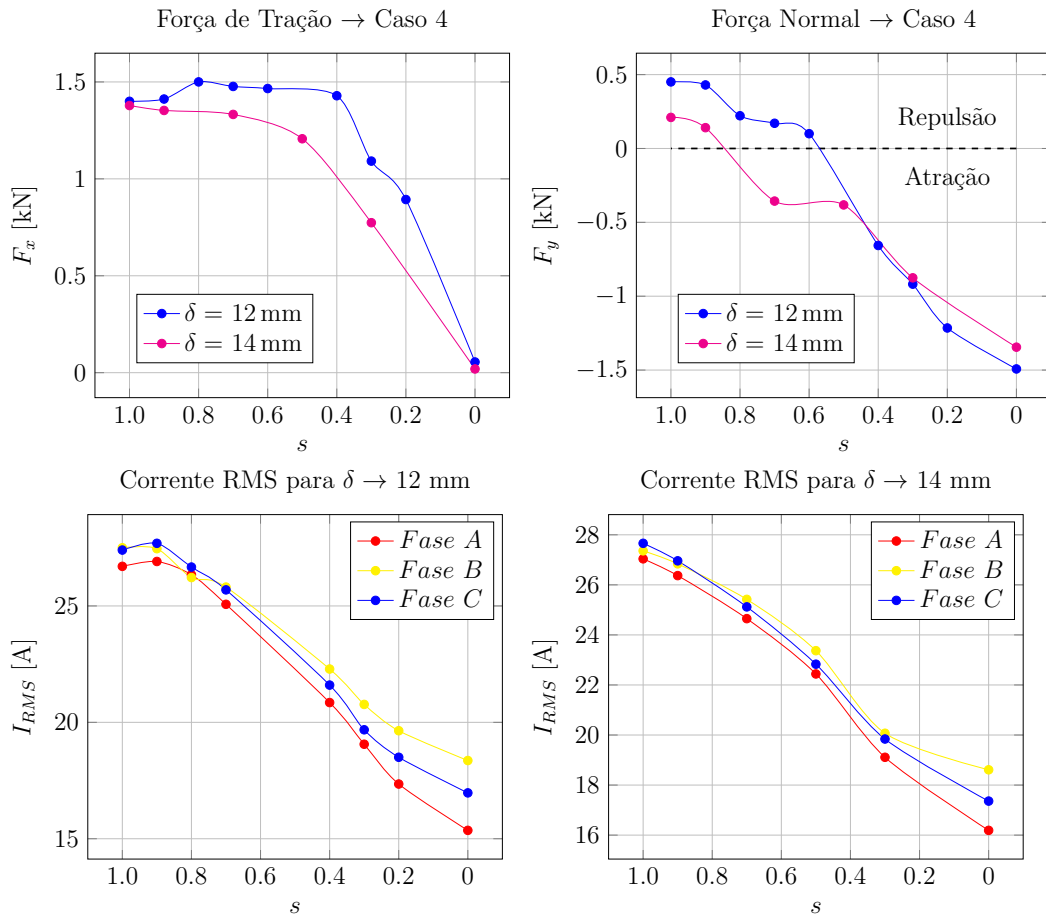 Força de Tração → Caso 4
1.5
1
1.5
0
F_x [kN]
δ = 12 mm
δ = 14 mm
1.0 0.8 0.6 0.4 0.2 0
s
Força Normal → Caso 4
0.5
0
−0.5
−1
−1.5
F_y [kN]
Repulsão
Atração
δ = 12 mm
δ = 14 mm
1.0 0.8 0.6 0.4 0.2 0
s
Corrente RMS para δ → 12 mm
25
20
15
I_{RMS} [A]
Fase A
Fase B
Fase C
1.0 0.8 0.6 0.4 0.2 0
s
Corrente RMS para δ → 14 mm
28
26
24
22
20
18
16
I_{RMS} [A]
Fase A
Fase B
Fase C
1.0 0.8 0.6 0.4 0.2 0
s